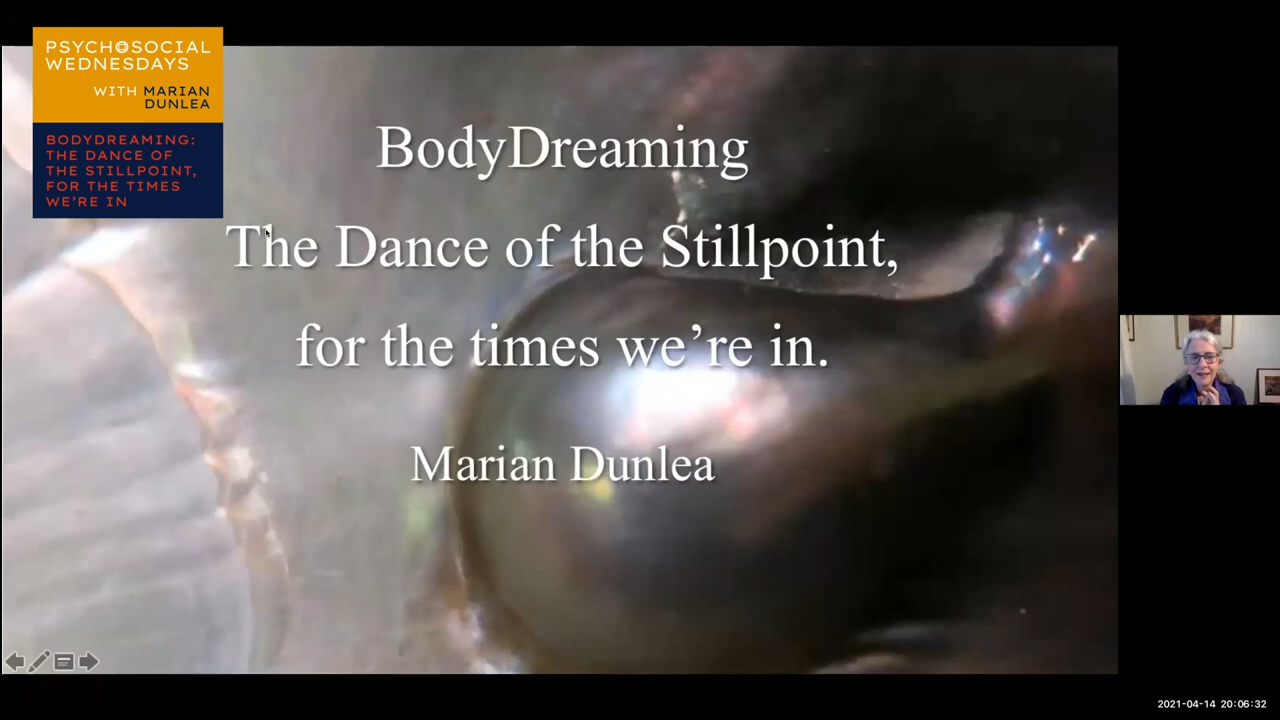 PSYCHOSOCIAL
WEDNESDAYS
WITH MARIAN
DUNLEA
BODYDREAMING:
THE DANCE OF
THE STILLPOINT,
FOR THE TIMES
WE'RE IN
BodyDreaming
The Dance of the Stillpoint,
for the times we’re in.
Marian Dunlea
2021-04-14 20:06:32